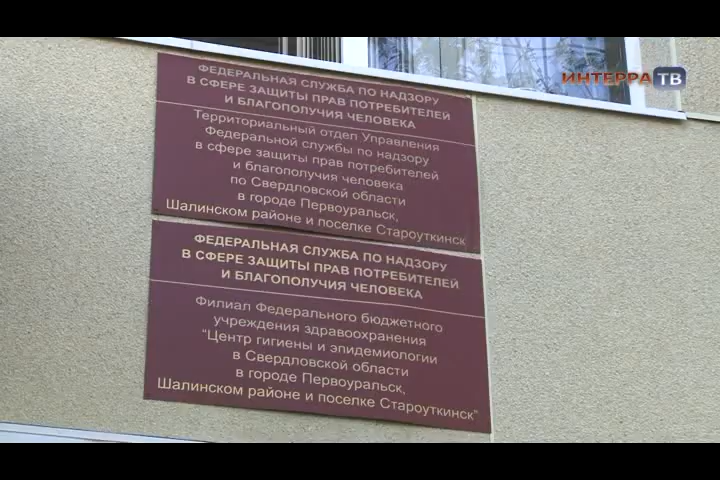 ИНТЕРРА ТВ
ФЕДЕРАЛЬНАЯ СЛУЖБА ПО НАДЗОРУ
В СФЕРЕ ЗАЩИТЫ ПРАВ ПОТРЕБИТЕЛЕЙ
И БЛАГОПОЛУЧИЯ ЧЕЛОВЕКА
Территориальный отдел Управления
Федеральной службы по надзору
в сфере защиты прав потребителей
и благополучия человека
по Свердловской области
в городе Первоуральск,
Шалинском районе и поселке Староуткинск
ФЕДЕРАЛЬНАЯ СЛУЖБА ПО НАДЗОРУ
В СФЕРЕ ЗАЩИТЫ ПРАВ ПОТРЕБИТЕЛЕЙ
И БЛАГОПОЛУЧИЯ ЧЕЛОВЕКА
Филиал Федерального бюджетного
учреждения здравоохранения
"Центр гигиены и эпидемиологии
в Свердловской области
в городе Первоуральск,
Шалинском районе и поселке Староуткинск"